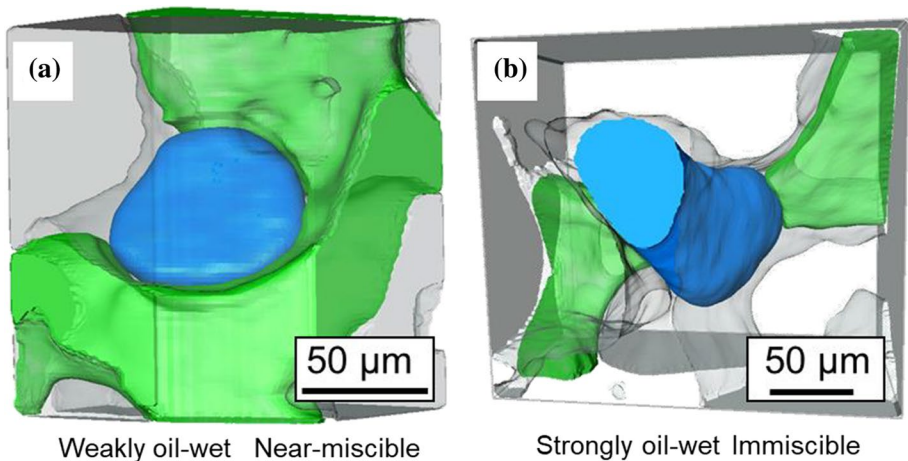 (a)
(b)
50 µm
50 µm
Weakly oil-wet Near-miscible
Strongly oil-wet Immiscible